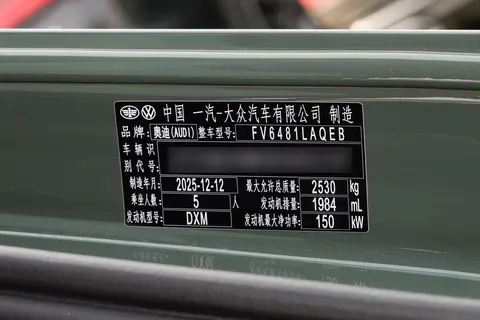 中国 一汽-大众汽车有限公司 制造
品牌: 奥迪(AUDI) 整车型号: FV6481LAQEB
车辆识
别代号:
制造年月: 2025-12-12 最大允许总质量: 2530 kg
乘坐人数: 5 人 发动机排量: 1984 mL
发动机型号: DXM 发动机最大净功率: 150 kW